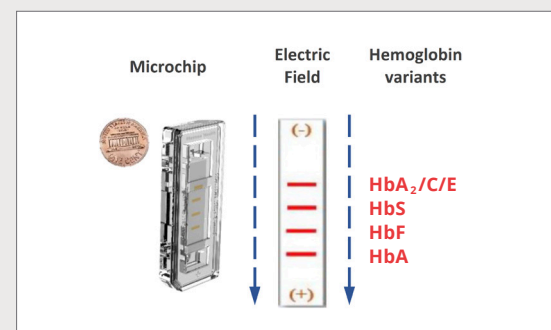 Microchip
Electric
Field
Hemoglobin
variants
(-)
HbA₂/C/E
HbS
HbF
HbA
(+)